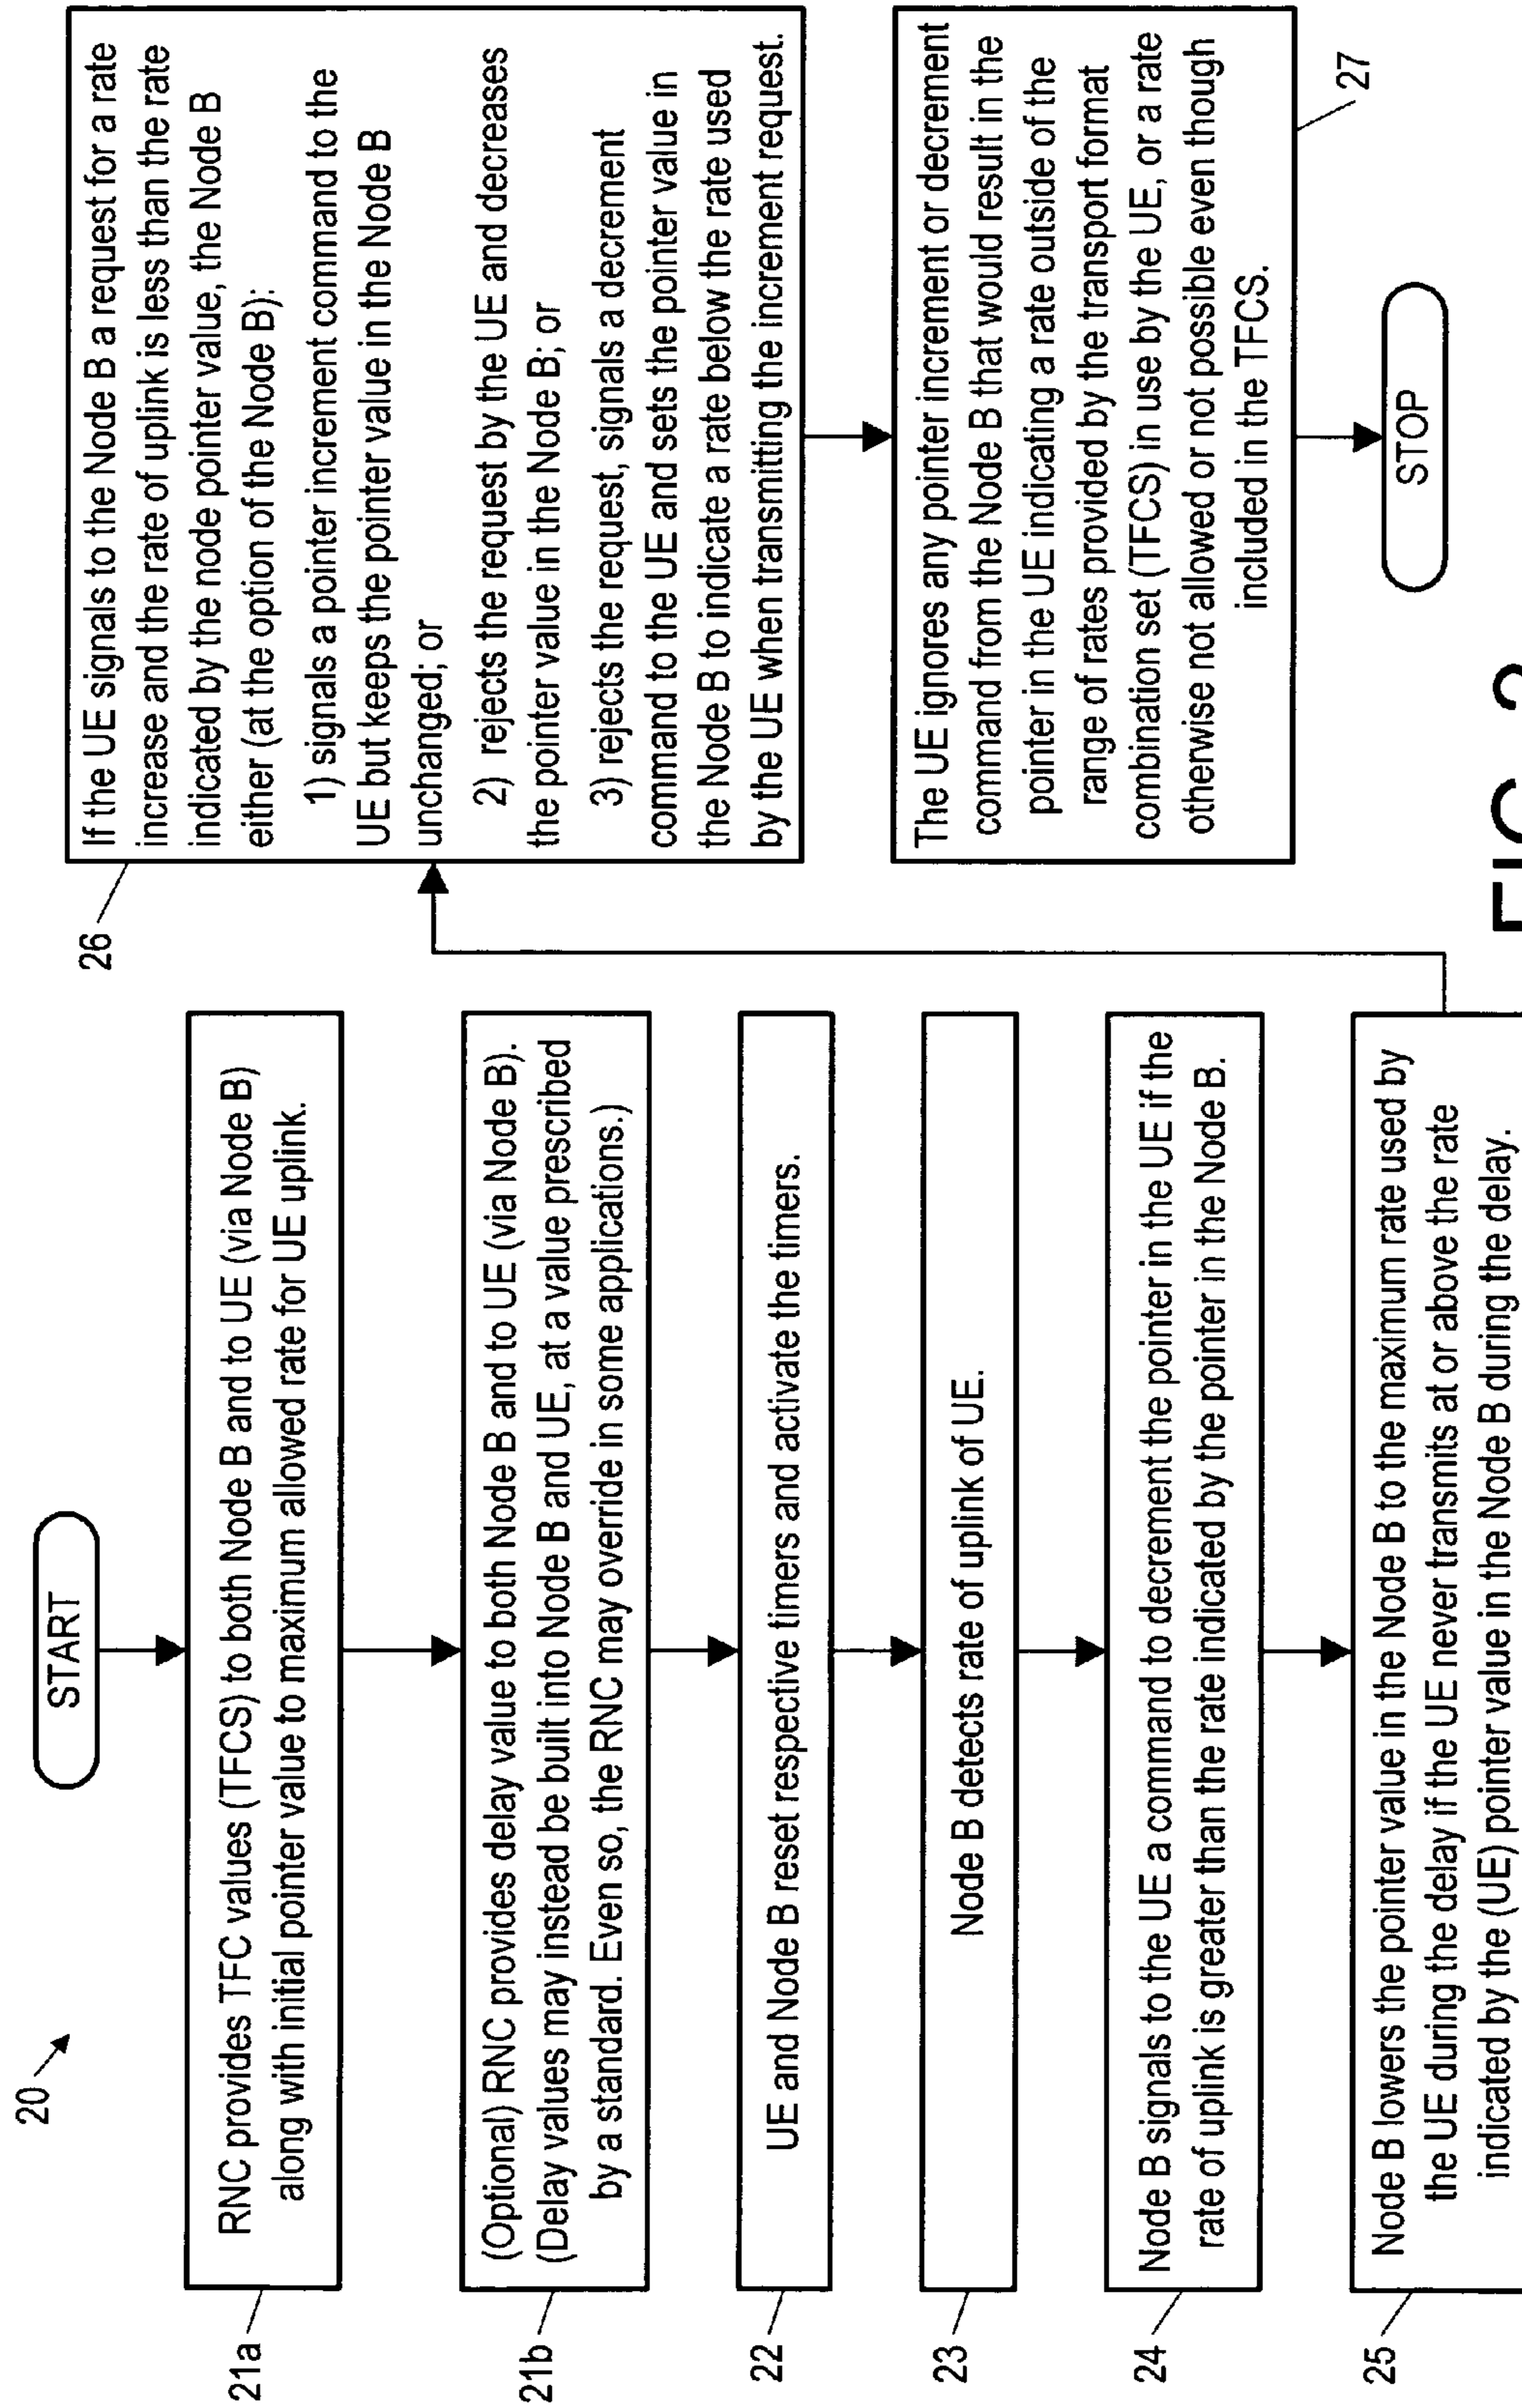 20
START
21a
RNC provides TFC values (TFCS) to both Node B and to UE (via Node B)
along with initial pointer value to maximum allowed rate for UE uplink.
21b
(Optional) RNC provides delay value to both Node B and to UE (via Node B).
(Delay values may instead be built into Node B and UE, at a value prescribed
by a standard. Even so, the RNC may override in some applications.)
22
UE and Node B reset respective timers and activate the timers.
23
Node B detects rate of uplink of UE.
24
Node B signals to the UE a command to decrement the pointer in the UE if the
rate of uplink is greater than the rate indicated by the pointer in the Node B.
25
Node B lowers the pointer value in the Node B to the maximum rate used by
the UE during the delay if the UE never transmits at or above the rate
indicated by the (UE) pointer value in the Node B during the delay.
26
If the UE signals to the Node B a request for a rate
increase and the rate of uplink is less than the rate
indicated by the node pointer value, the Node B
either (at the option of the Node B):
1) signals a pointer increment command to the
UE but keeps the pointer value in the Node B
unchanged; or
2) rejects the request by the UE and decreases
the pointer value in the Node B; or
3) rejects the request, signals a decrement
command to the UE and sets the pointer value in
the Node B to indicate a rate below the rate used
by the UE when transmitting the increment request.
The UE ignores any pointer increment or decrement
command from the Node B that would result in the
pointer in the UE indicating a rate outside of the
range of rates provided by the transport format
combination set (TFCS) in use by the UE, or a rate
otherwise not allowed or not possible even though
included in the TFCS.
27
STOP